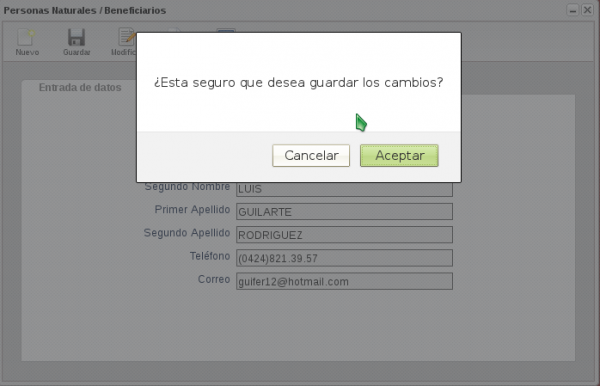 Personas Naturales / Beneficiarios
Nuevo Guardar Modific
Entrada de datos
¿Esta seguro que desea guardar los cambios?
Cancelar Aceptar
Segundo Nombre LUIS
Primer Apellido GUILARTE
Segundo Apellido RODRIGUEZ
Teléfono (0424)821.39.57
Correo guifer12@hotmail.com